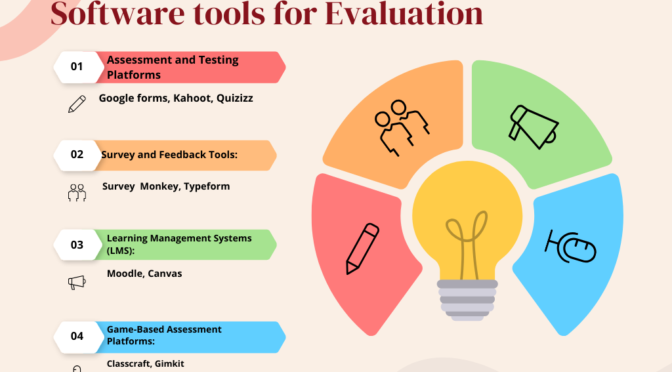 Software tools for Evaluation
01
Assessment and Testing
Platforms
Google forms, Kahoot, Quizizz
02
Survey and Feedback Tools:
Survey Monkey, Typeform
03
Learning Management Systems
(LMS):
Moodle, Canvas
04
Game-Based Assessment
Platforms:
Classcraft, Gimkit